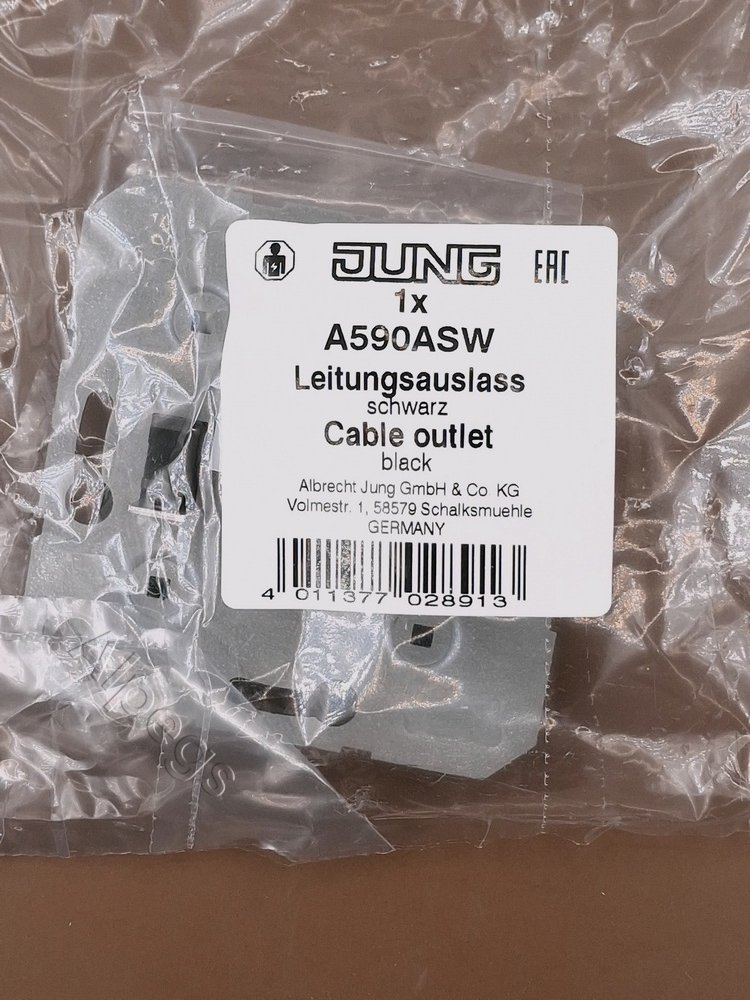 JUNG
EAC
1x
A590ASW
Leitungsauslass
schwarz
Cable outlet
black
Albrecht Jung GmbH & Co KG
Volmestr. 1, 58579 Schalksmuehle
GERMANY
4 011377 028913
Alpegs